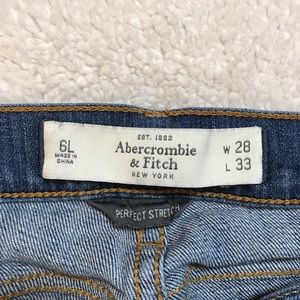 EST. 1892
6L
MADE IN
CHINA
Abercrombie
& Fitch
NEW YORK
W 28
L 33
PERFECT STRETCH